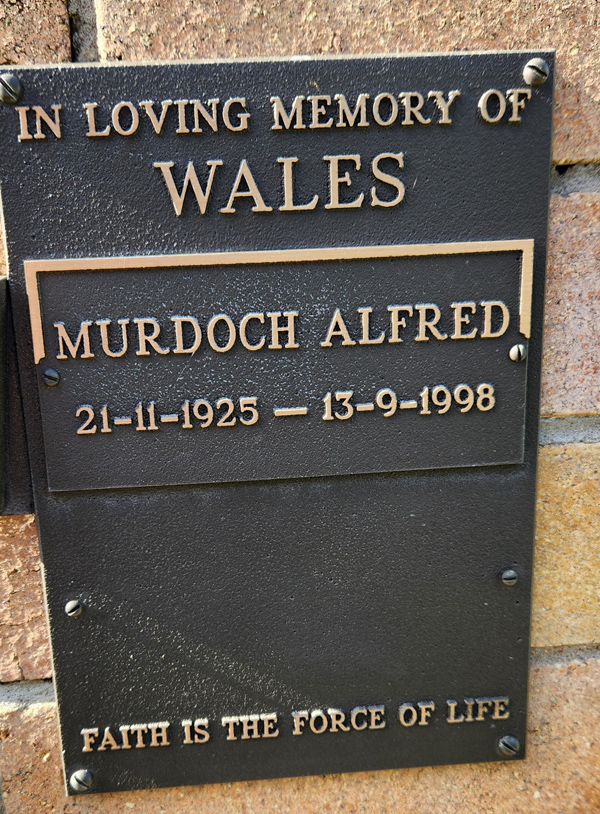 IN LOVING MEMORY OF
WALES
MURDOCH ALFRED
21-11-1925 — 13-9-1998
FAITH IS THE FORCE OF LIFE